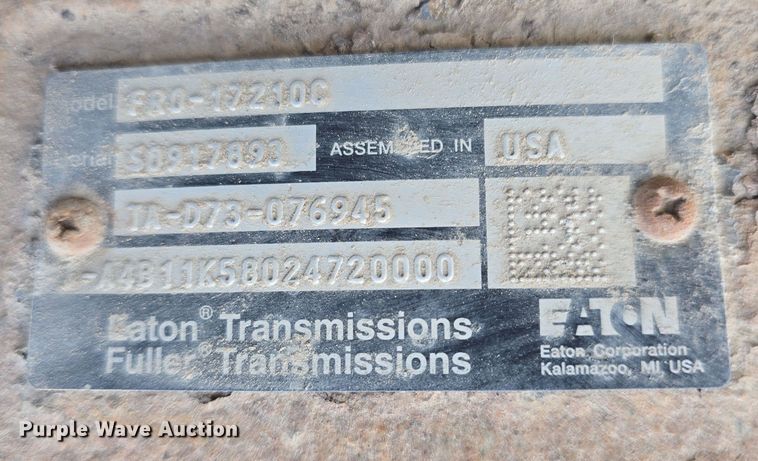 Model FRO-17210C
Serial S0917893 ASSEMBLED IN USA
TA-D73-076945
-A4B11K58024720000
Eaton® Transmissions
Fuller® Transmissions
EATON
Eaton Corporation
Kalamazoo, MI USA
Purple Wave Auction